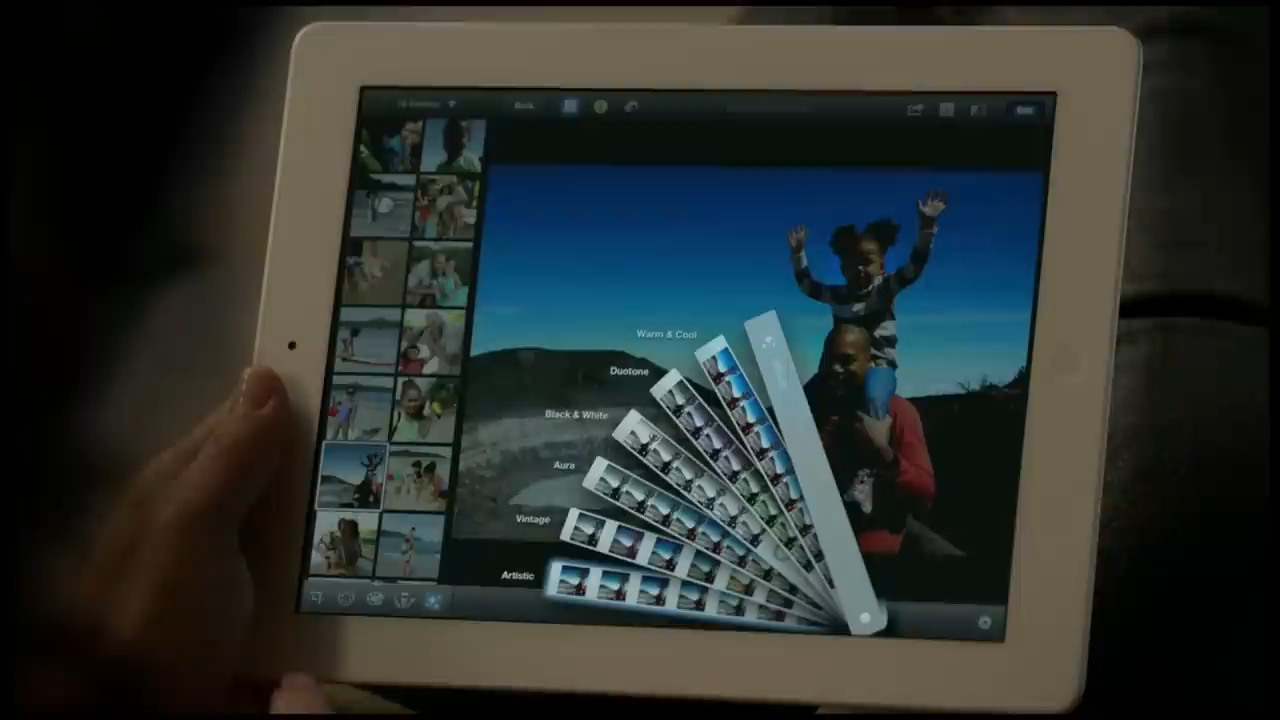 Warm & Cool
Duotone
Black & White
Aura
Vintage
Artistic